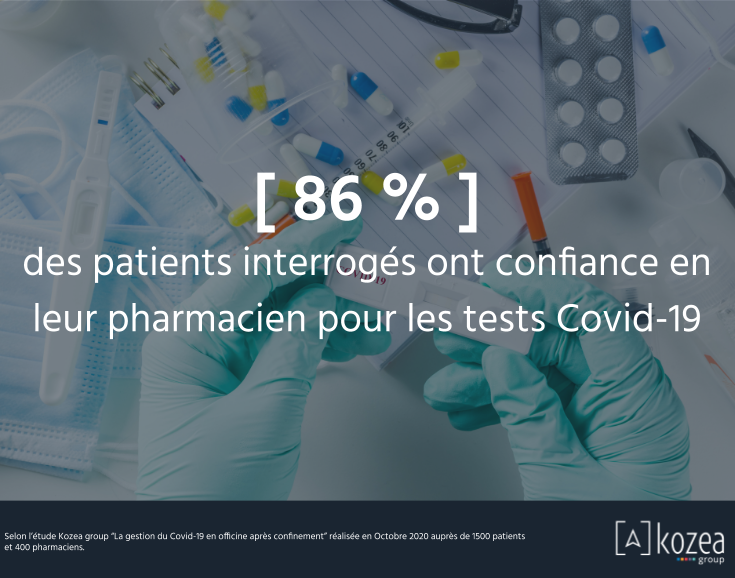 [ 86 % ]
des patients interrogés ont confiance en
leur pharmacien pour les tests Covid-19
Selon l'étude Kozea group "La gestion du Covid-19 en officine après confinement" réalisée en Octobre 2020 auprès de 1500 patients
et 400 pharmaciens.
[A] kozea
group